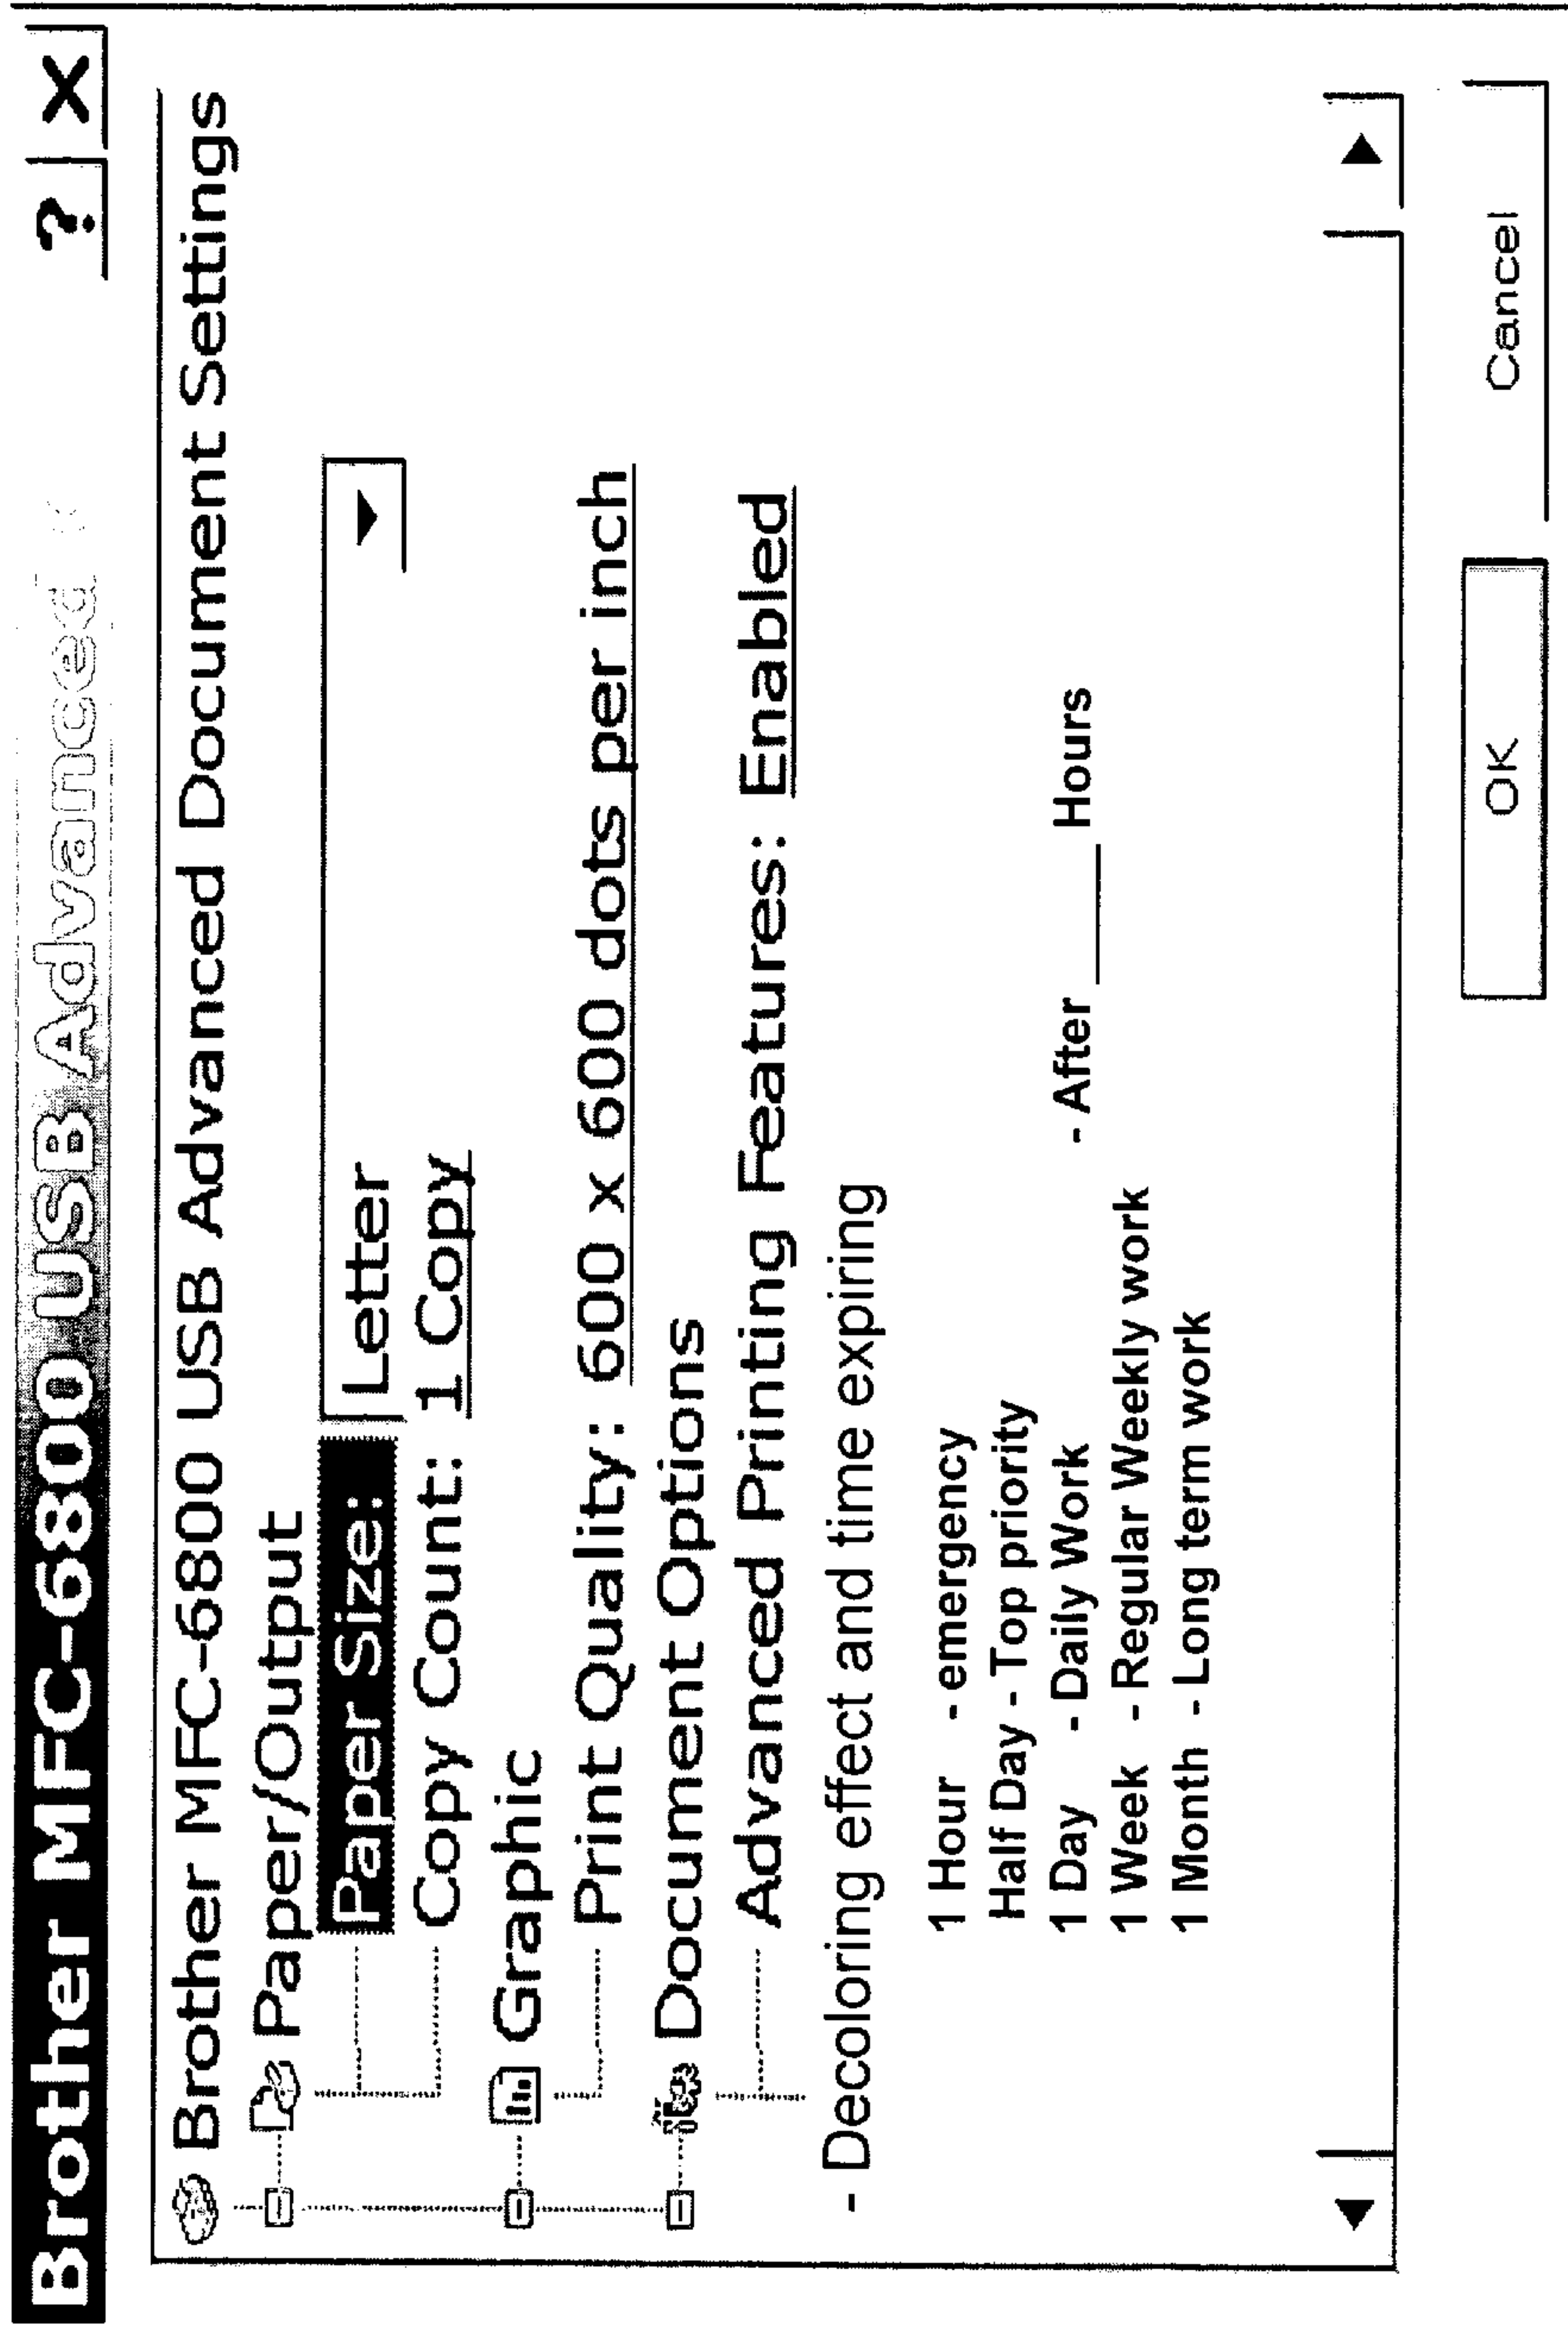 Brother MFC-6800 USB Advanced ? X
Brother MFC-6800 USB Advanced Document Settings
Paper/Output
Paper Size: Letter
Copy Count: 1 Copy
Graphic
Print Quality: 600 x 600 dots per inch
Document Options
Advanced Printing Features: Enabled
- Decoloring effect and time expiring
1 Hour - emergency
Half Day - Top priority
1 Day - Daily Work - After ____ Hours
1 Week - Regular Weekly work
1 Month - Long term work
OK Cancel